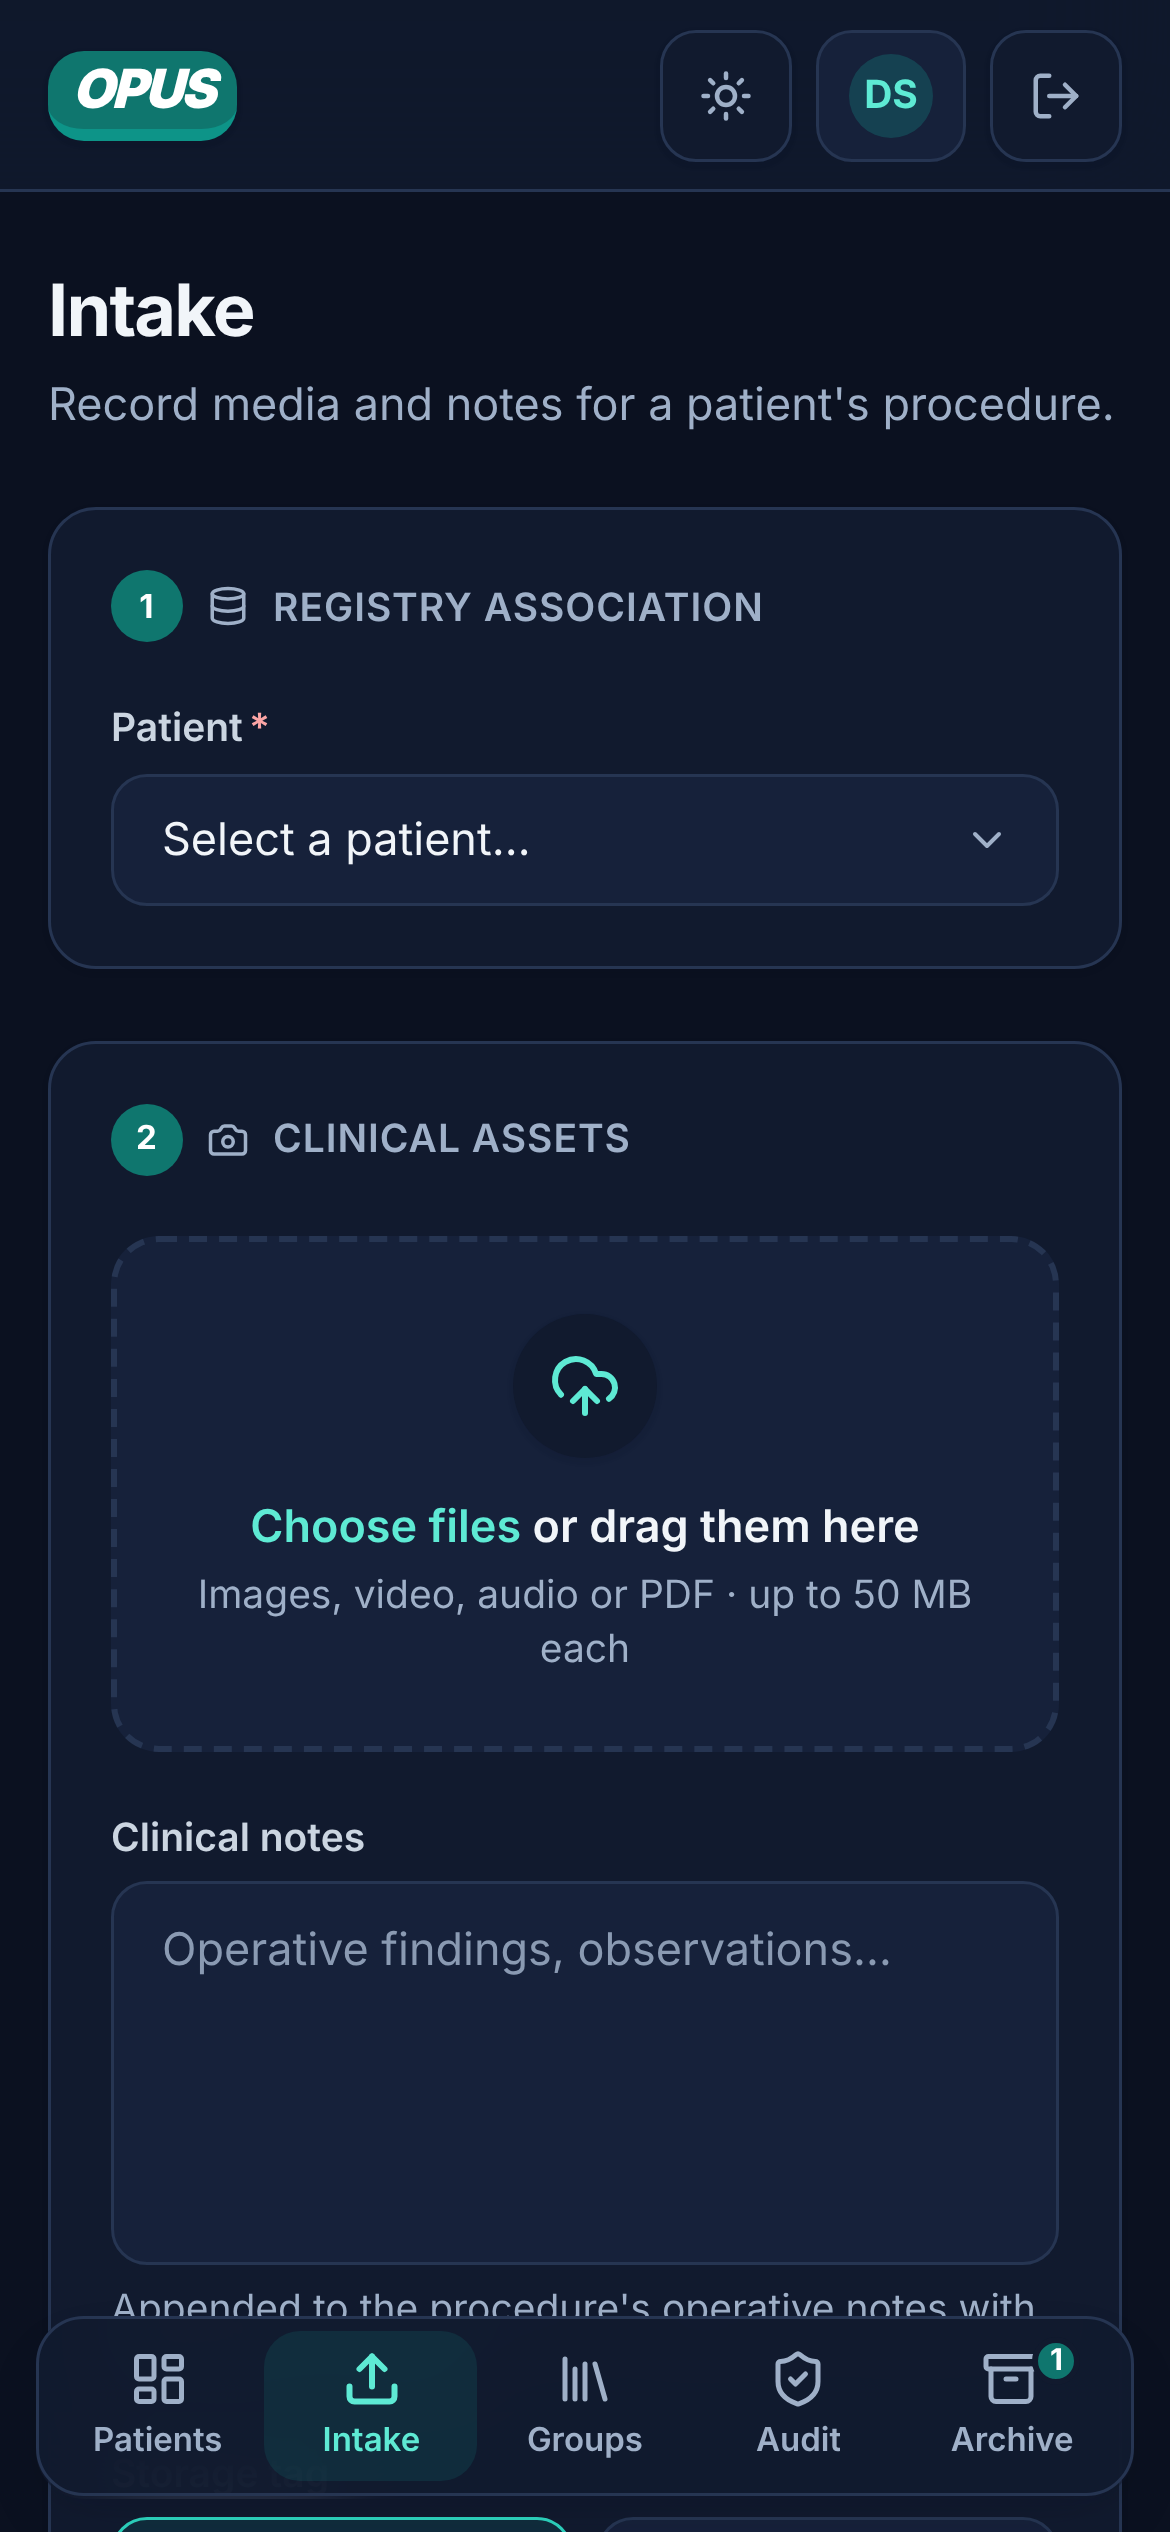 OPUS
DS
Intake
Record media and notes for a patient's procedure.
1 REGISTRY ASSOCIATION
Patient *
Select a patient...
2 CLINICAL ASSETS
Choose files or drag them here
Images, video, audio or PDF · up to 50 MB
each
Clinical notes
Operative findings, observations...
Appended to the procedure's operative notes with
1
Patients Intake Groups Audit Archive
Storage tag